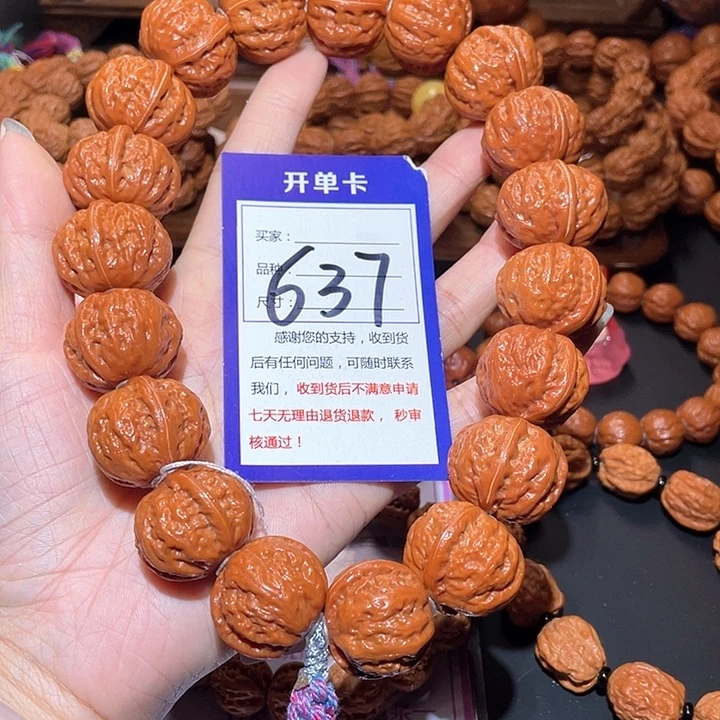 开单卡
买家：
品种：
尺寸：
637
感谢您的支持，收到货
后有任何问题，可随时联系
我们，收到货后不满意申请
七天无理由退货退款，秒审
核通过！